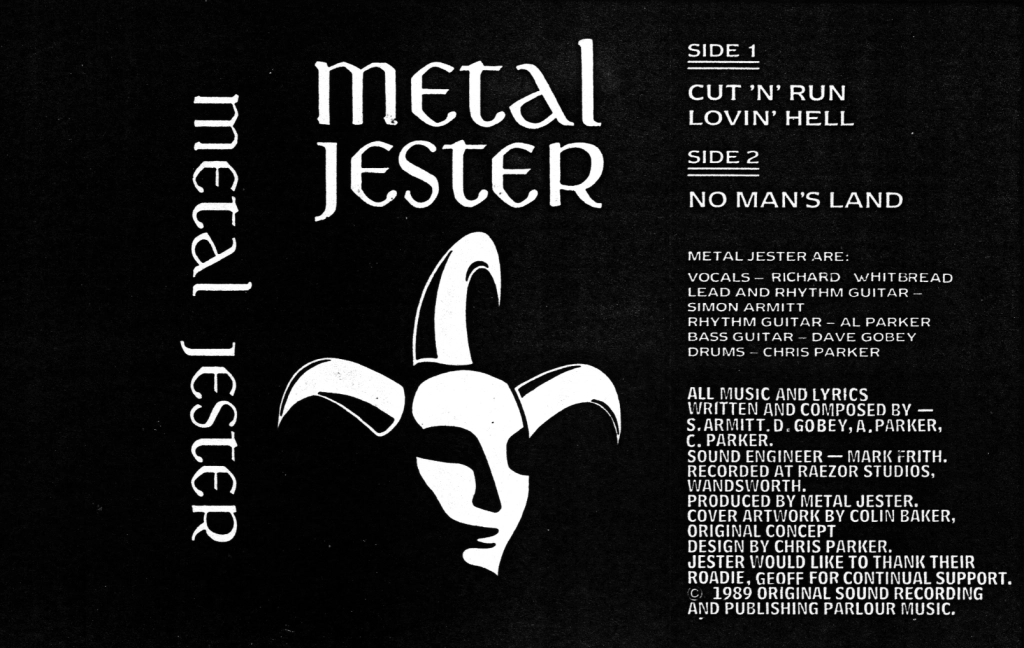 metal jester
metal
jester
SIDE 1
CUT 'N' RUN
LOVIN' HELL
SIDE 2
NO MAN'S LAND
METAL JESTER ARE:
VOCALS – RICHARD WHITBREAD
LEAD AND RHYTHM GUITAR –
SIMON ARMITT
RHYTHM GUITAR – AL PARKER
BASS GUITAR – DAVE GOBEY
DRUMS – CHRIS PARKER
ALL MUSIC AND LYRICS
WRITTEN AND COMPOSED BY —
S. ARMITT. D. GOBEY, A. PARKER,
C. PARKER.
SOUND ENGINEER — MARK FRITH.
RECORDED AT RAEZOR STUDIOS,
WANDSWORTH.
PRODUCED BY METAL JESTER.
COVER ARTWORK BY COLIN BAKER,
ORIGINAL CONCEPT
DESIGN BY CHRIS PARKER.
JESTER WOULD LIKE TO THANK THEIR
ROADIE, GEOFF FOR CONTINUAL SUPPORT.
© 1989 ORIGINAL SOUND RECORDING
AND PUBLISHING PARLOUR MUSIC.